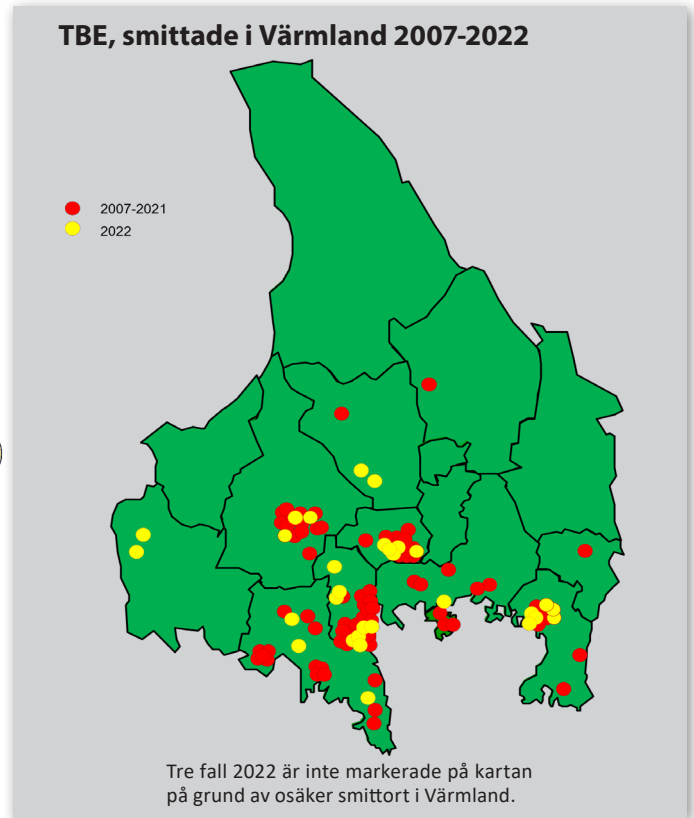 TBE, smittade i Värmland 2007-2022
2007-2021
2022
Tre fall 2022 är inte markerade på kartan
på grund av osäker smittort i Värmland.